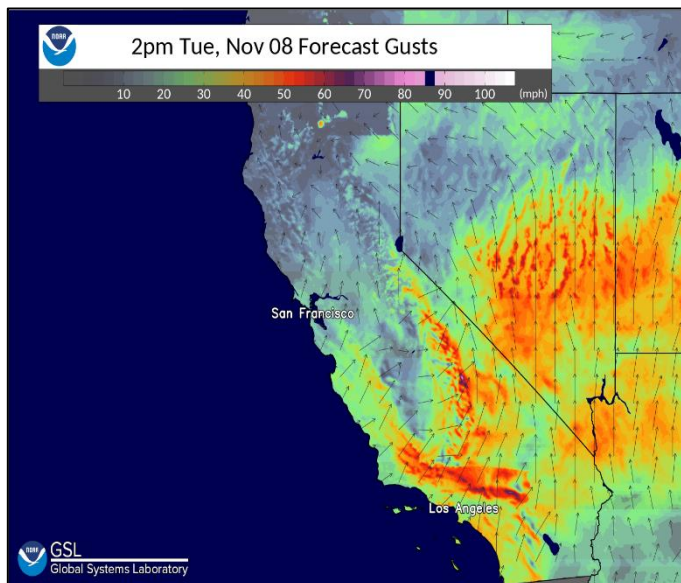 NOAA
2pm Tue, Nov 08 Forecast Gusts
10 20 30 40 50 60 70 80 90 100 (mph)
San Francisco
Los Angeles
NOAA
GSL
Global Systems Laboratory